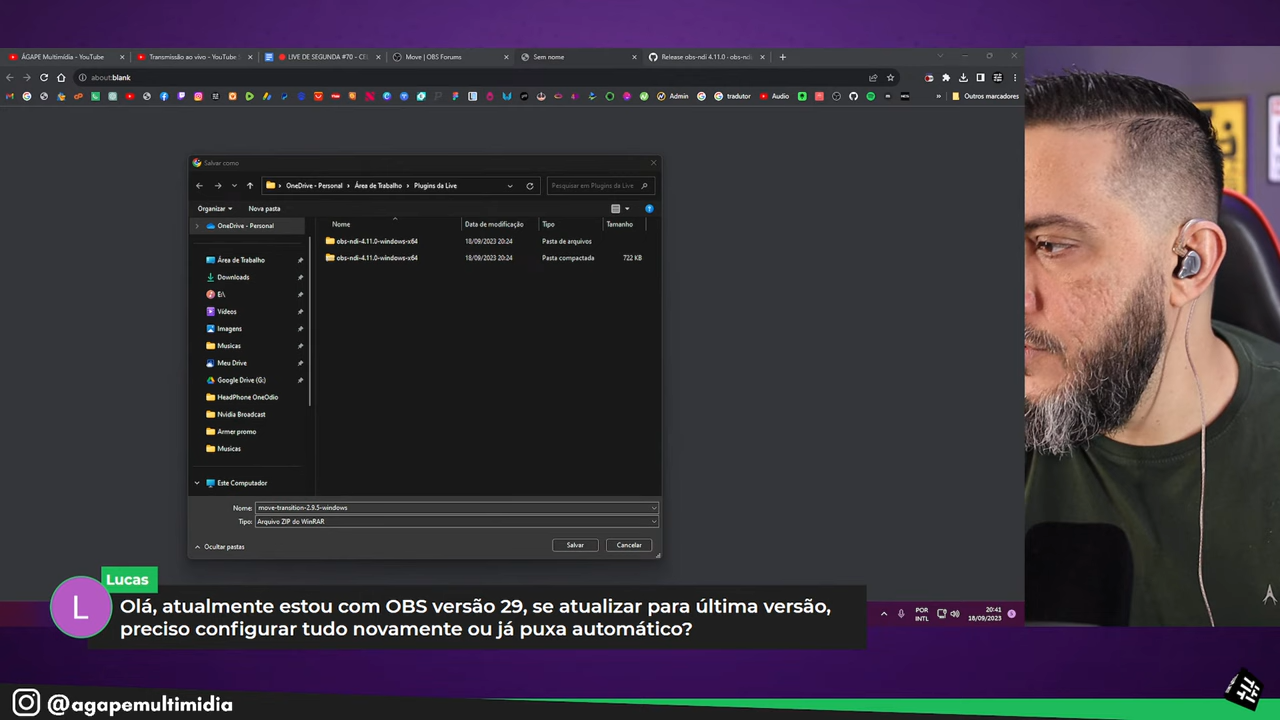 ÁGAPE Multimídia - YouTube
Transmissão ao vivo - YouTube S
LIVE DE SEGUNDA #70 - CTL
Move | OBS Forums
Sem nome
Release obs-ndi 4.11.0 · obs-ndi
about:blank
Admin
tradutor
Audio
Outros marcadores
Salvar como
OneDrive - Personal
Área de Trabalho
Plugins da Live
Pesquisar em Plugins da Live
Organizar
Nova pasta
Nome
Data de modificação
Tipo
Tamanho
OneDrive - Personal
obs-ndi-4.11.0-windows-x64
18/09/2023 20:24
Pasta de arquivos
obs-ndi-4.11.0-windows-x64
18/09/2023 20:24
Pasta compactada
722 KB
Área de Trabalho
Downloads
E:\
Vídeos
Imagens
Musicas
Meu Drive
Google Drive (G:)
HeadPhone OneOdio
Nvidia Broadcast
Armer promo
Musicas
Este Computador
Nome:
move-transition-2.9.5-windows
Tipo:
Arquivo ZIP do WinRAR
Ocultar pastas
Salvar
Cancelar
Lucas
L
Olá, atualmente estou com OBS versão 29, se atualizar para última versão,
preciso configurar tudo novamente ou já puxa automático?
POR
INTL
20:41
18/09/2023
@agapemultimidia